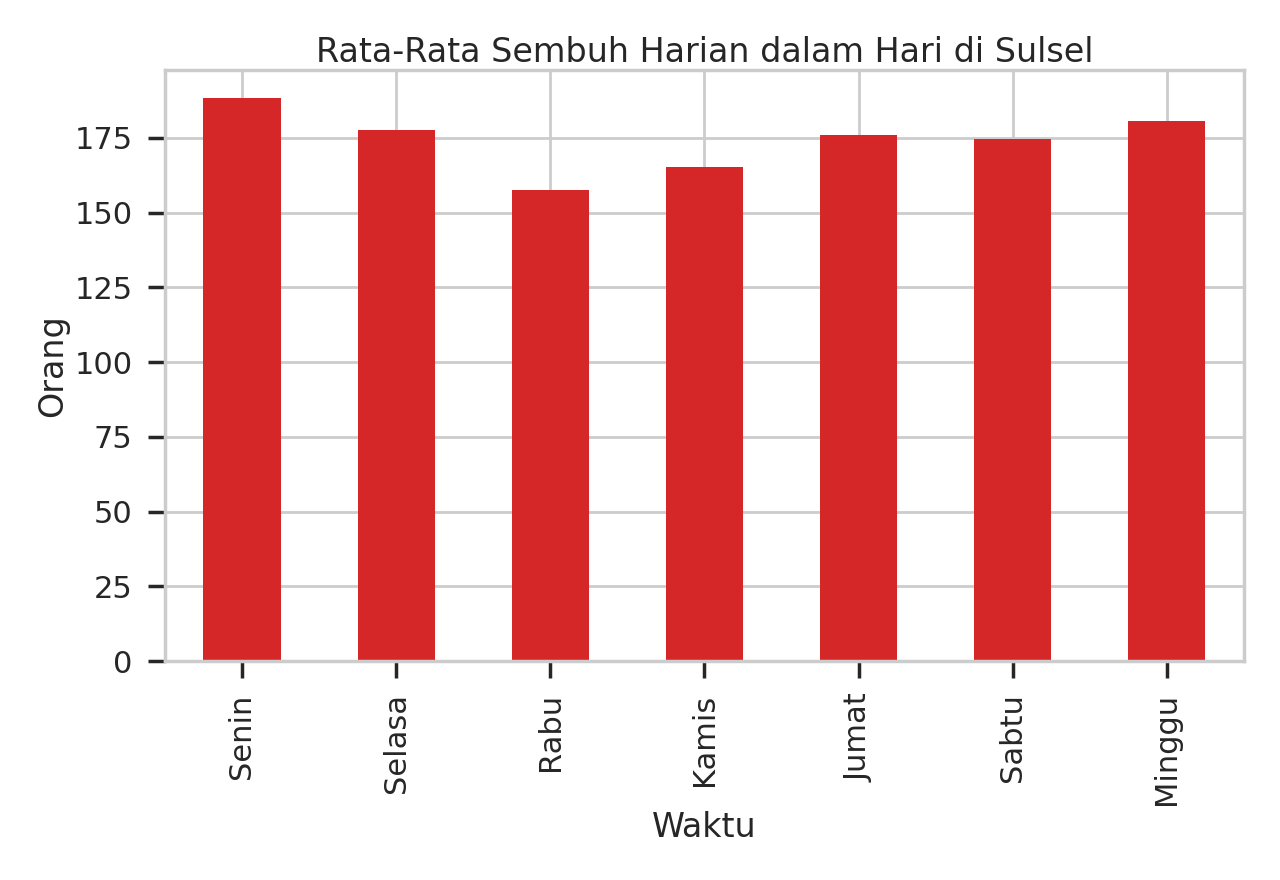 Rata-Rata Sembuh Harian dalam Hari di Sulsel
175
150
125
100
75
50
25
0
Orang
Senin
Selasa
Rabu
Kamis
Jumat
Sabtu
Minggu
Waktu